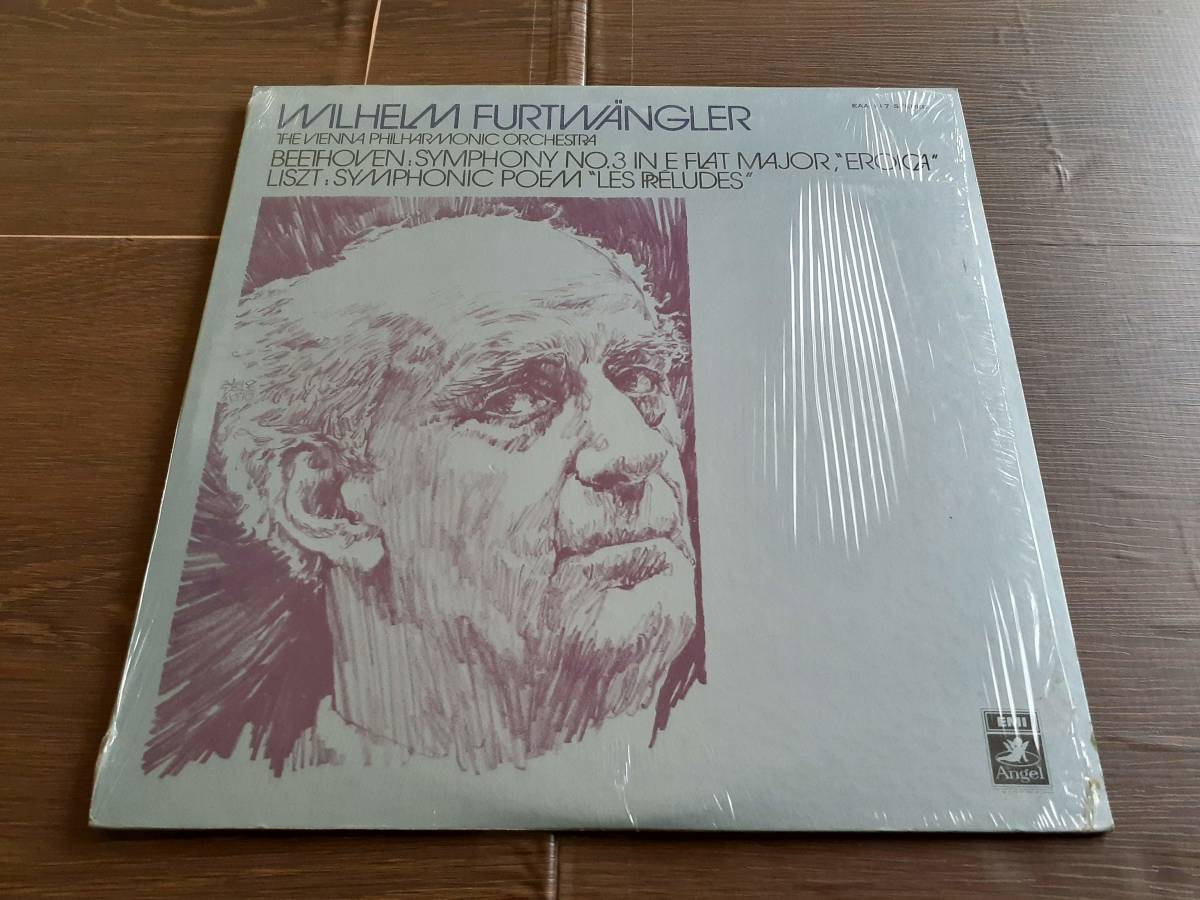 WILHELM FURTWÄNGLER
THE VIENNA PHILHARMONIC ORCHESTRA
BEETHOVEN: SYMPHONY NO.3 IN E FLAT MAJOR, "EROICA"
LISZT: SYMPHONIC POEM "LES PRELUDES"
EMI
Angel